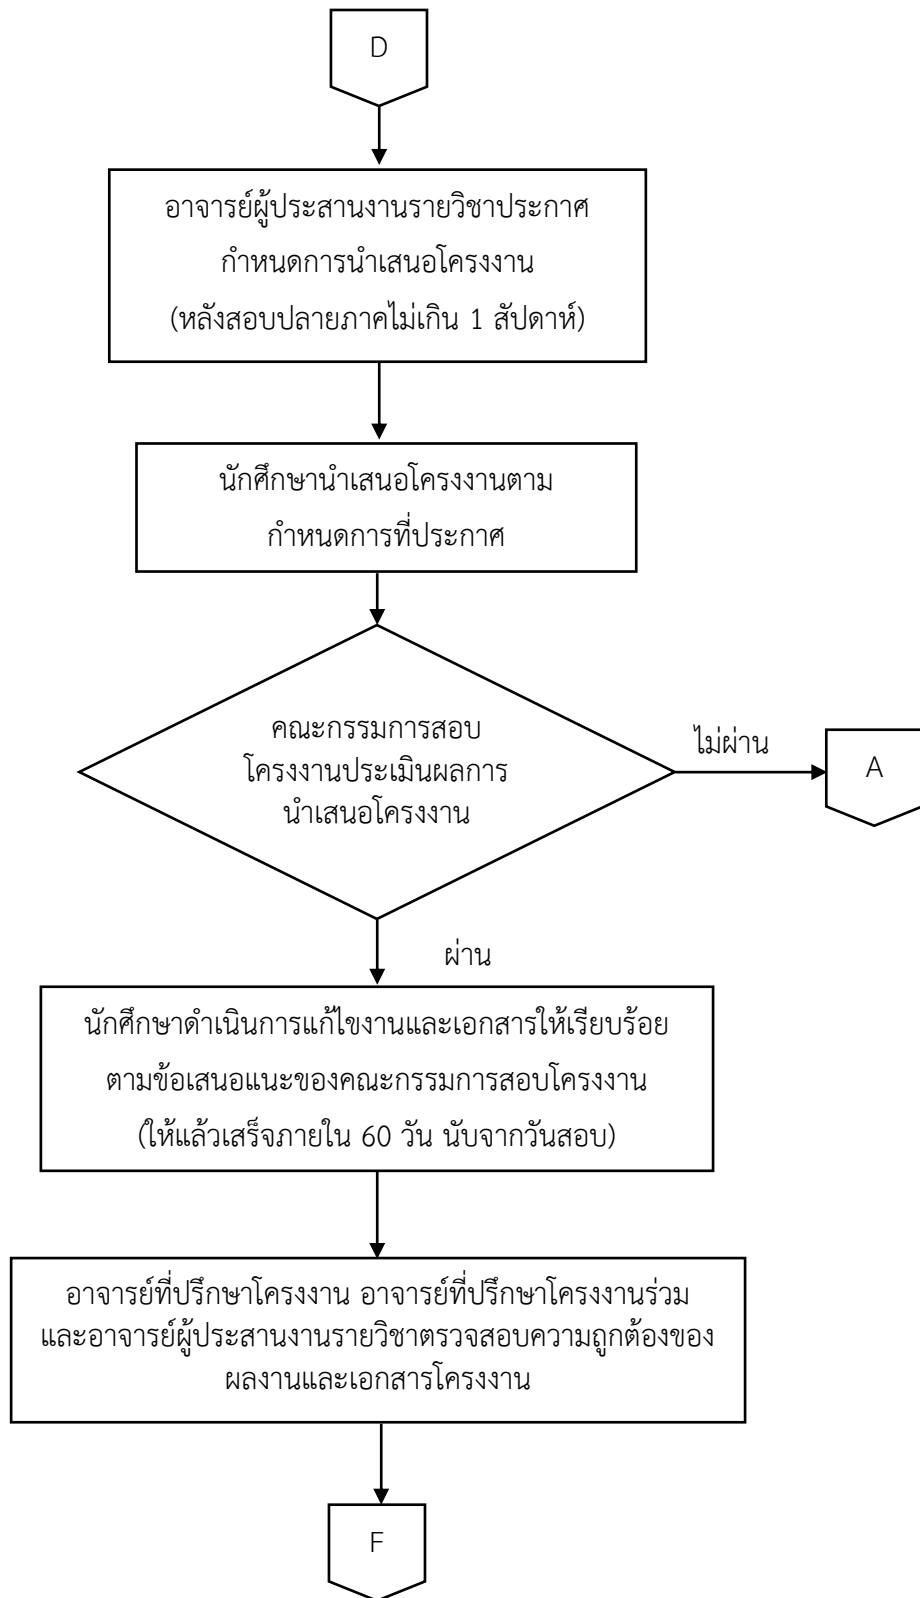 D
อาจารย์ผู้ประสานงานรายวิชาประกาศ
กำหนดการนำเสนอโครงงาน
(หลังสอบปลายภาคไม่เกิน 1 สัปดาห์)
นักศึกษานำเสนอโครงงานตาม
กำหนดการที่ประกาศ
คณะกรรมการสอบ
โครงงานประเมินผลการ
นำเสนอโครงงาน
ไม่ผ่าน
A
ผ่าน
นักศึกษาดำเนินการแก้ไขงานและเอกสารให้เรียบร้อย
ตามข้อเสนอแนะของคณะกรรมการสอบโครงงาน
(ให้แล้วเสร็จภายใน 60 วัน นับจากวันสอบ)
อาจารย์ที่ปรึกษาโครงงาน อาจารย์ที่ปรึกษาโครงงานร่วม
และอาจารย์ผู้ประสานงานรายวิชาตรวจสอบความถูกต้องของ
ผลงานและเอกสารโครงงาน
F